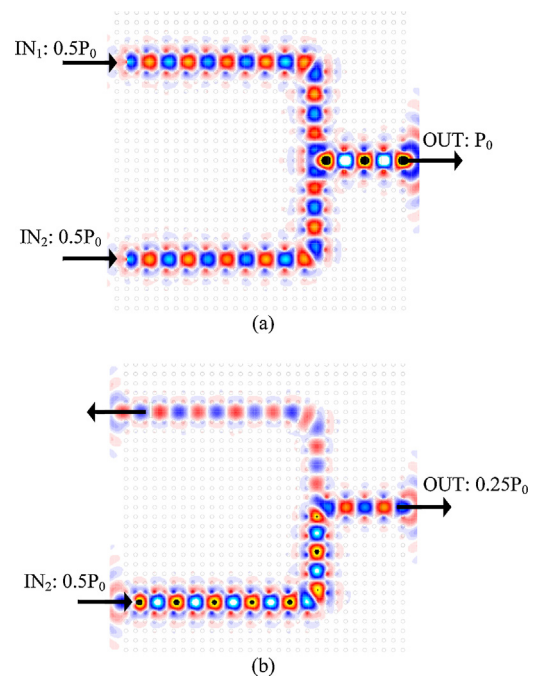 IN₁: 0.5P₀
OUT: P₀
IN₂: 0.5P₀
(a)
OUT: 0.25P₀
IN₂: 0.5P₀
(b)